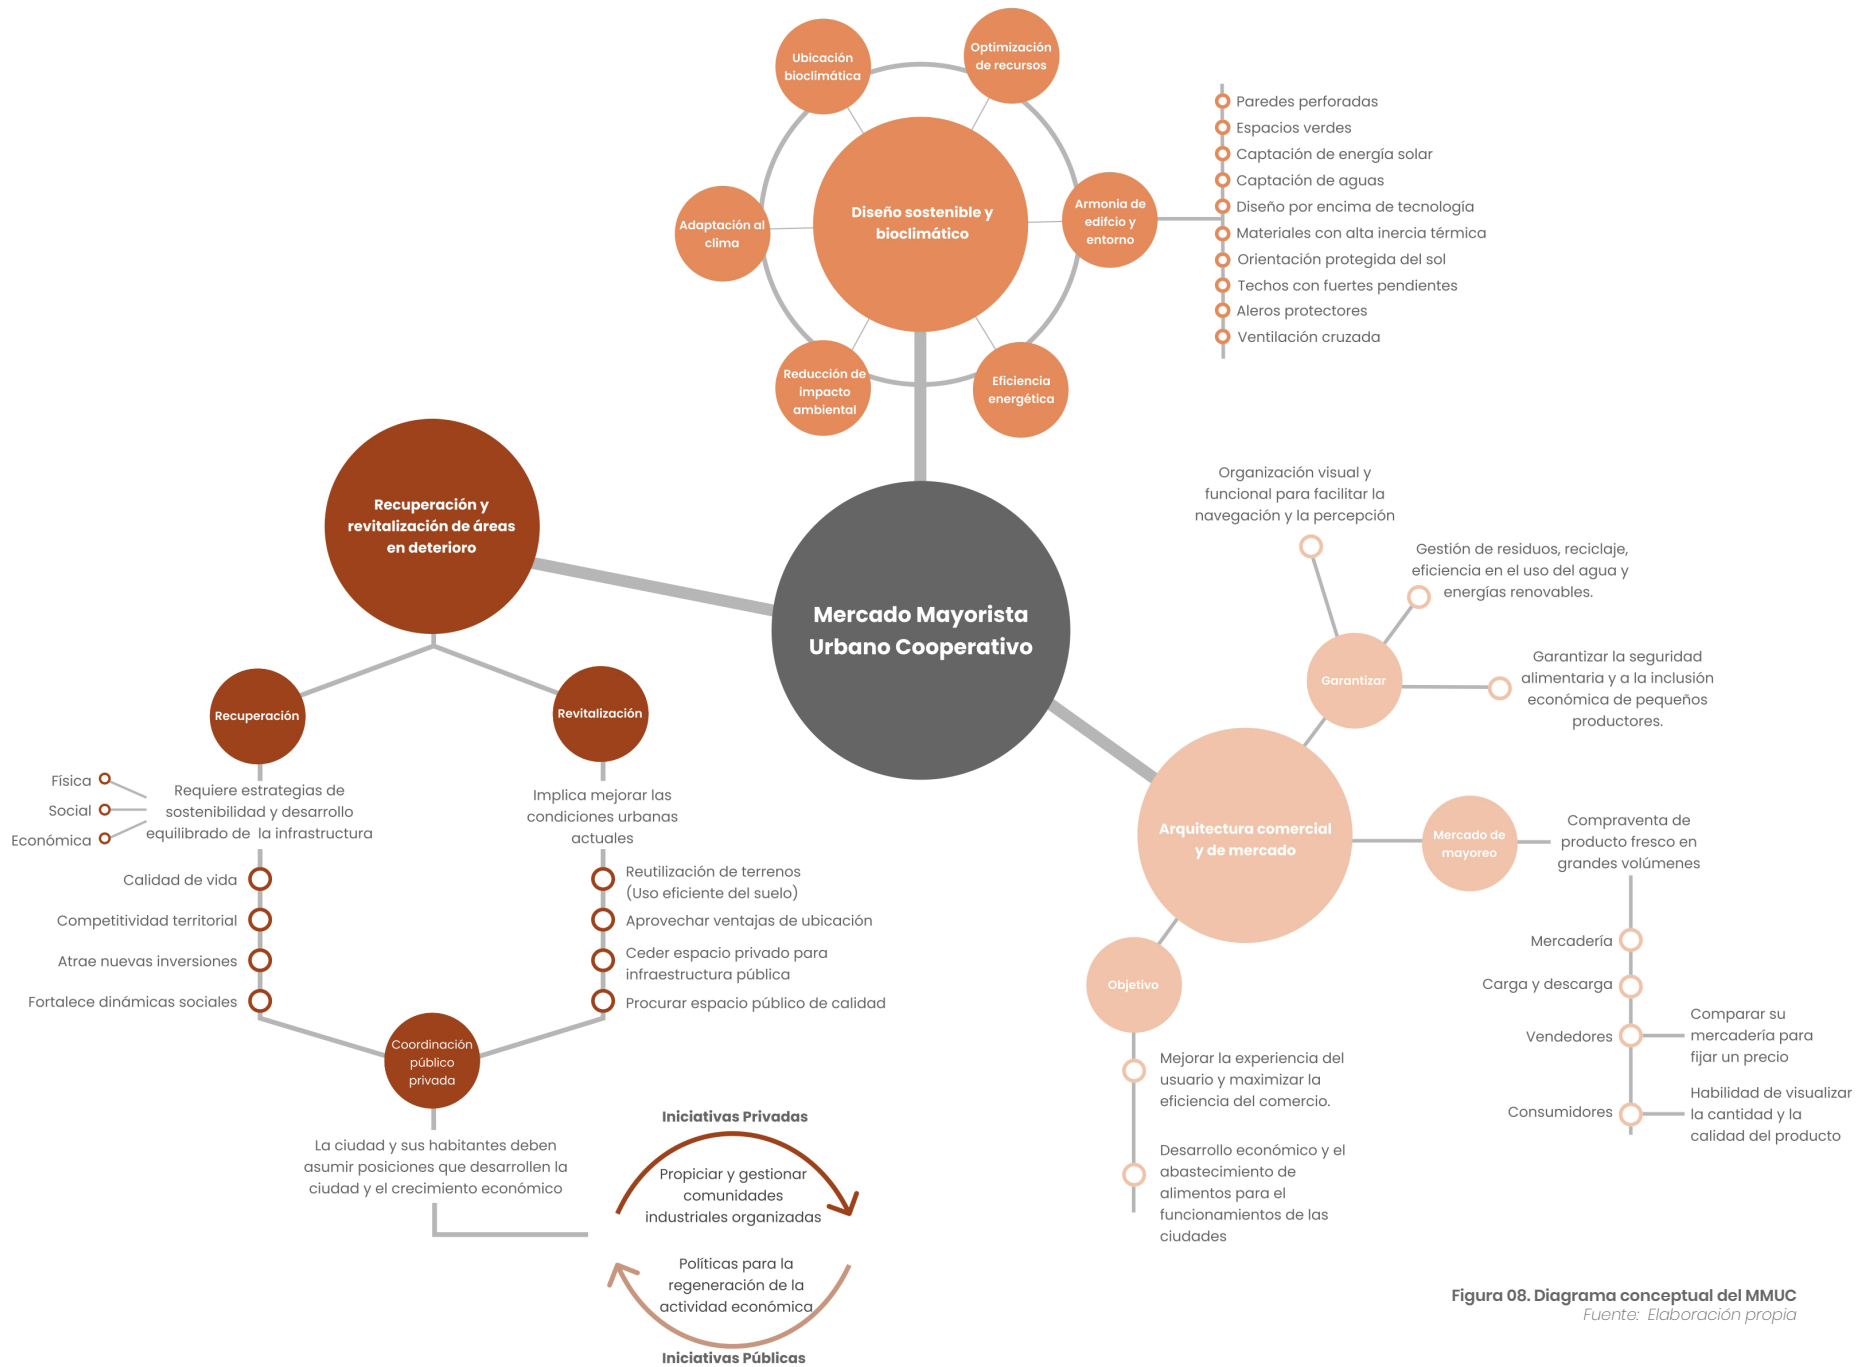 Ubicación
bioclimática
Optimización
de recursos
Diseño sostenible y
bioclimático
Adaptación al
clima
Armonia de
edifcio y
entorno
Reducción de
impacto
ambiental
Eficiencia
energética
Paredes perforadas
Espacios verdes
Captación de energía solar
Captación de aguas
Diseño por encima de tecnología
Materiales con alta inercia térmica
Orientación protegida del sol
Techos con fuertes pendientes
Aleros protectores
Ventilación cruzada
Recuperación y
revitalización de áreas
en deterioro
Mercado Mayorista
Urbano Cooperativo
Recuperación
Revitalización
Física
Social
Económica
Requiere estrategias de
sostenibilidad y desarrollo
equilibrado de la infrastructura
Calidad de vida
Competitividad territorial
Atrae nuevas inversiones
Fortalece dinámicas sociales
Implica mejorar las
condiciones urbanas
actuales
Reutilización de terrenos
(Uso eficiente del suelo)
Aprovechar ventajas de ubicación
Ceder espacio privado para
infraestructura pública
Procurar espacio público de calidad
Coordinación
público
privada
La ciudad y sus habitantes deben
asumir posiciones que desarrollen la
ciudad y el crecimiento económico
Iniciativas Privadas
Propiciar y gestionar
comunidades
industriales organizadas
Políticas para la
regeneración de la
actividad económica
Iniciativas Públicas
Organización visual y
funcional para facilitar la
navegación y la percepción
Gestión de residuos, reciclaje,
eficiencia en el uso del agua y
energías renovables.
Garantizar
Garantizar la seguridad
alimentaria y a la inclusión
económica de pequeños
productores.
Arquitectura comercial
y de mercado
Mercado de
mayoreo
Compraventa de
producto fresco en
grandes volúmenes
Mercadería
Carga y descarga
Vendedores
Comparar su
mercadería para
fijar un precio
Consumidores
Habilidad de visualizar
la cantidad y la
calidad del producto
Objetivo
Mejorar la experiencia del
usuario y maximizar la
eficiencia del comercio.
Desarrollo económico y el
abastecimiento de
alimentos para el
funcionamientos de las
ciudades
Figura 08. Diagrama conceptual del MMUC
Fuente: Elaboración propia